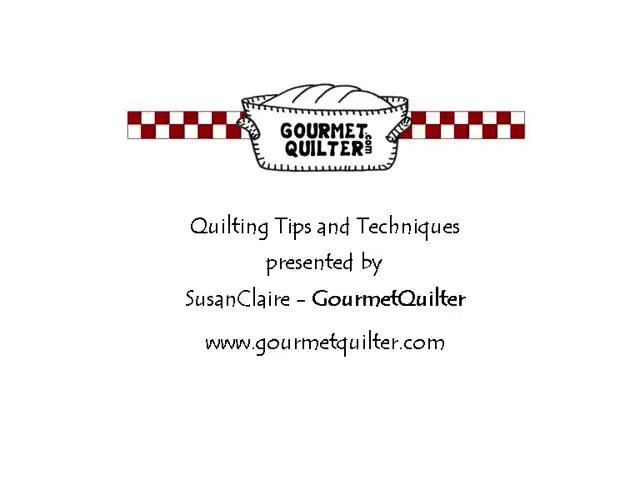 GOURMET
QUILTER.com
Quilting Tips and Techniques
presented by
SusanClaire - GourmetQuilter
www.gourmetquilter.com